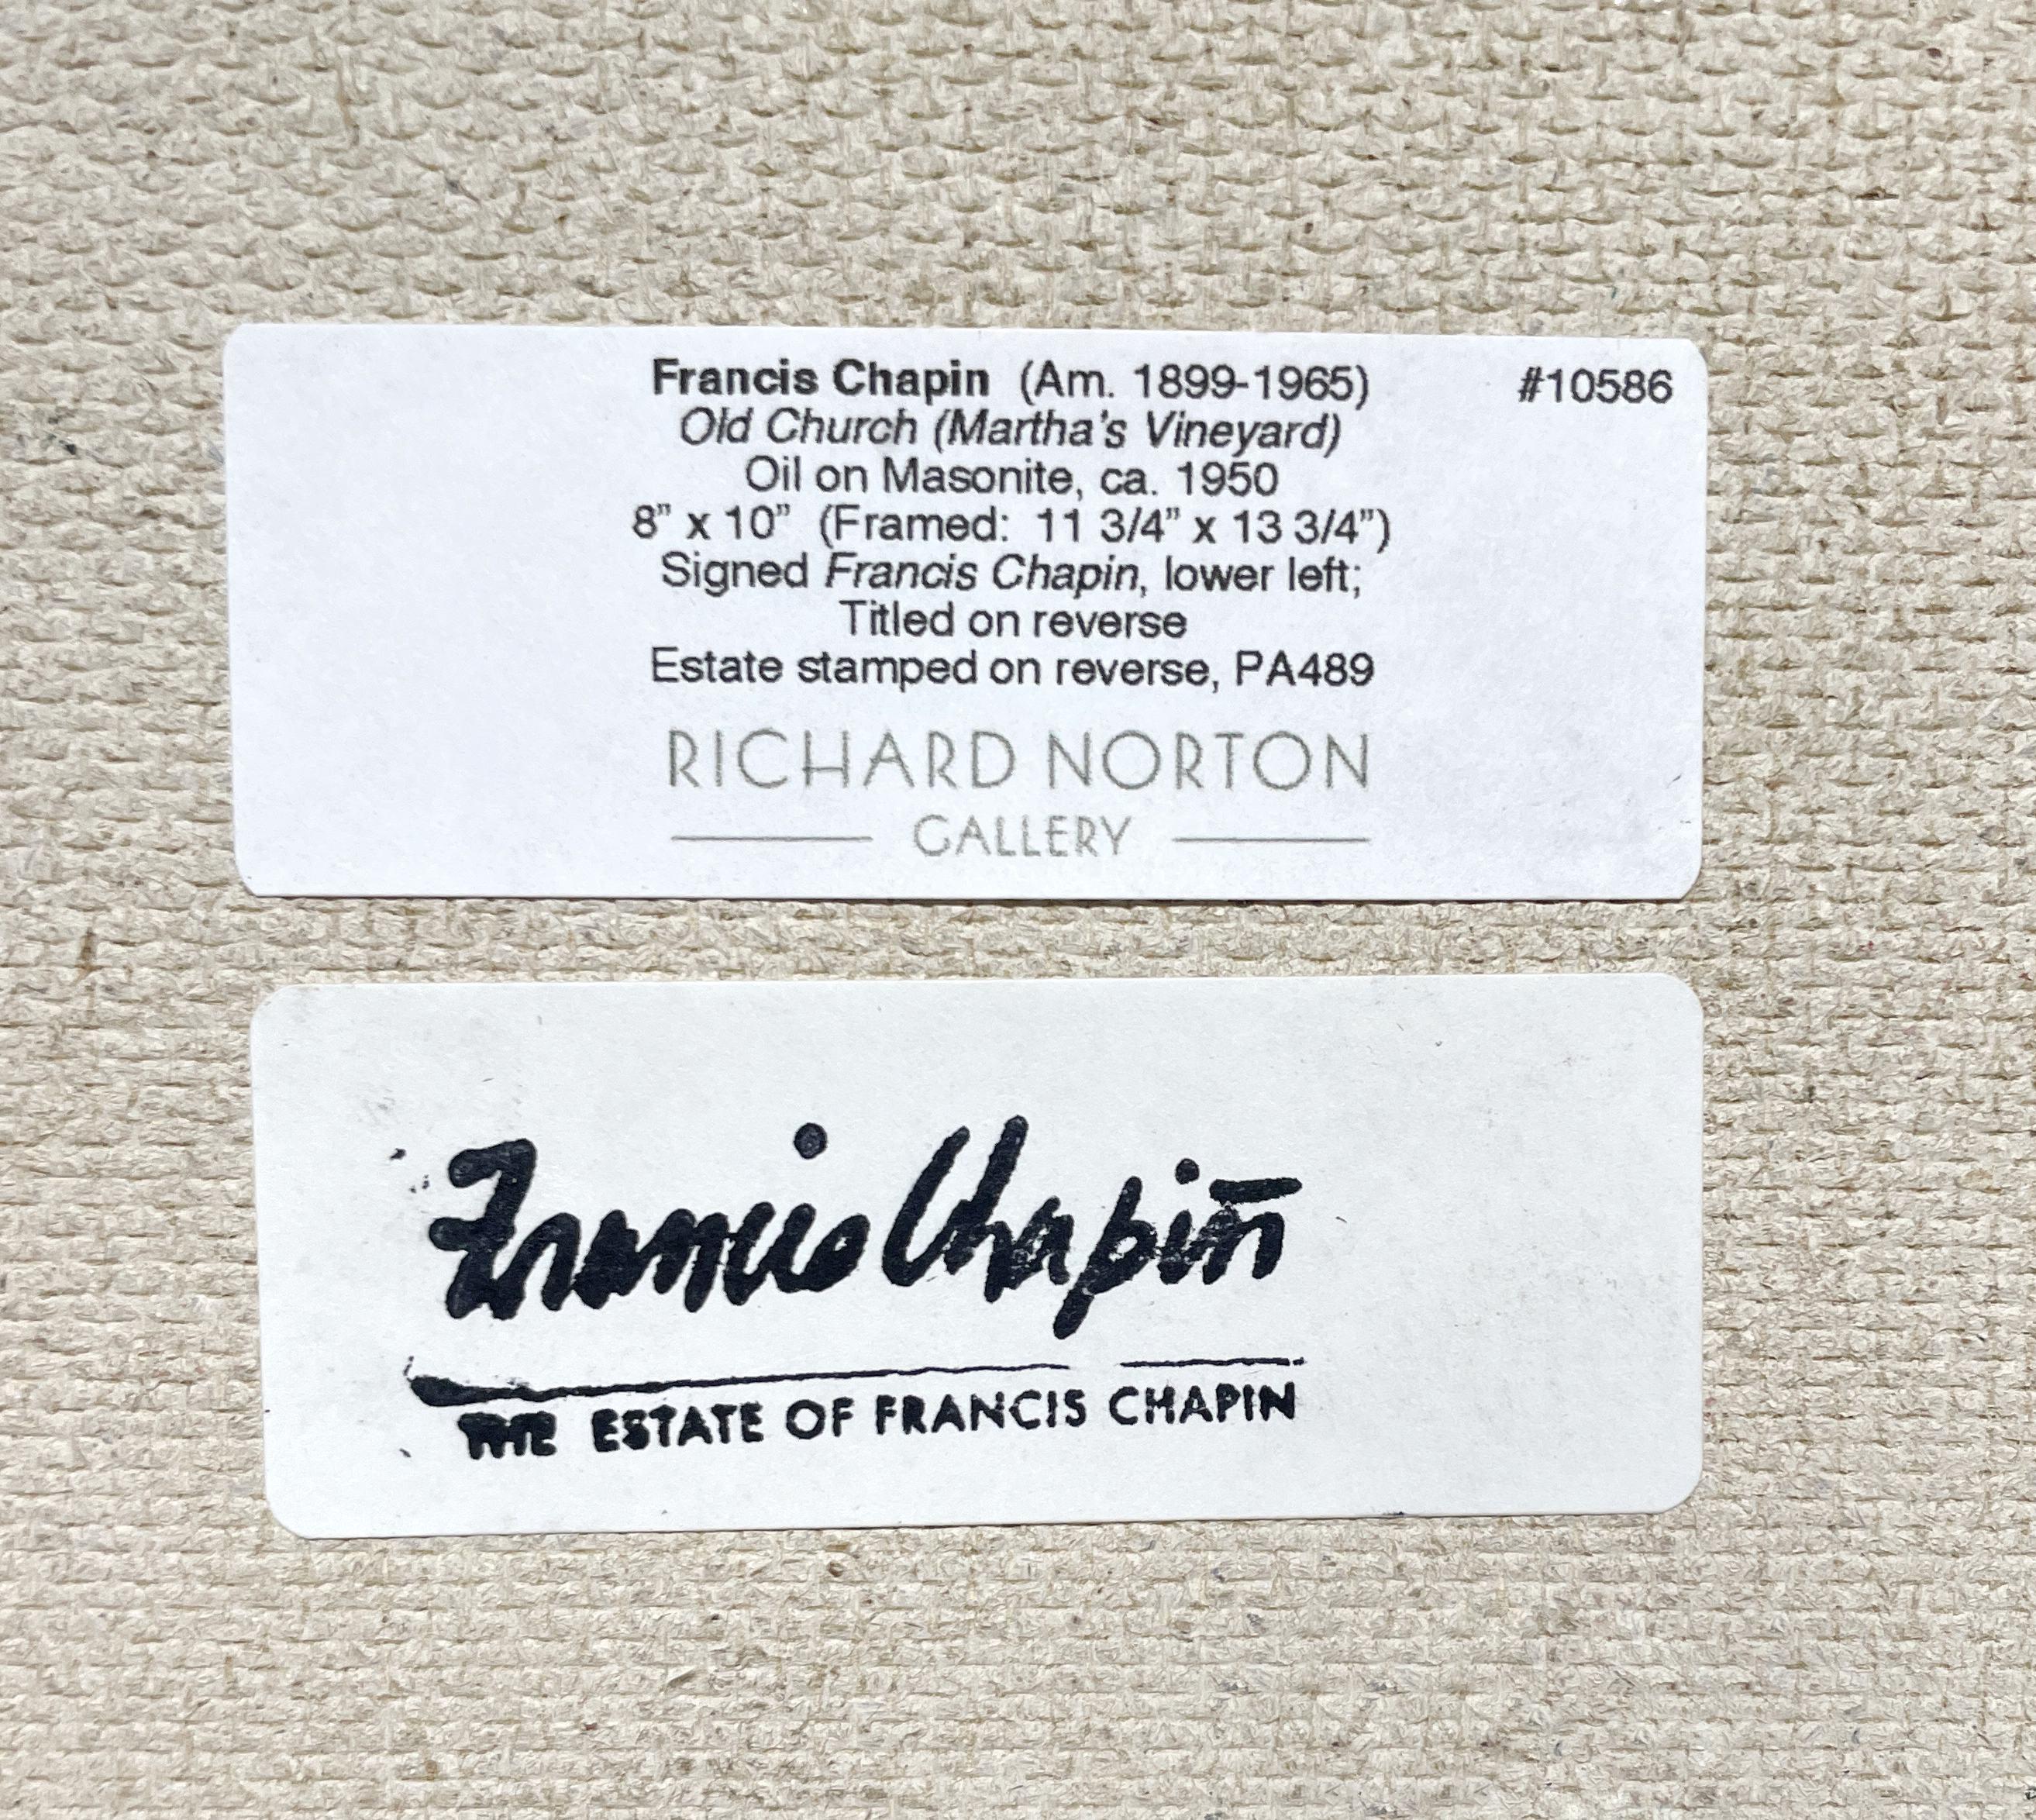 Francis Chapin (Am. 1899-1965) #10586
Old Church (Martha's Vineyard)
Oil on Masonite, ca. 1950
8” x 10” (Framed: 11 3/4” x 13 3/4”)
Signed Francis Chapin, lower left;
Titled on reverse
Estate stamped on reverse, PA489
RICHARD NORTON
GALLERY
Francis Chapin
THE ESTATE OF FRANCIS CHAPIN